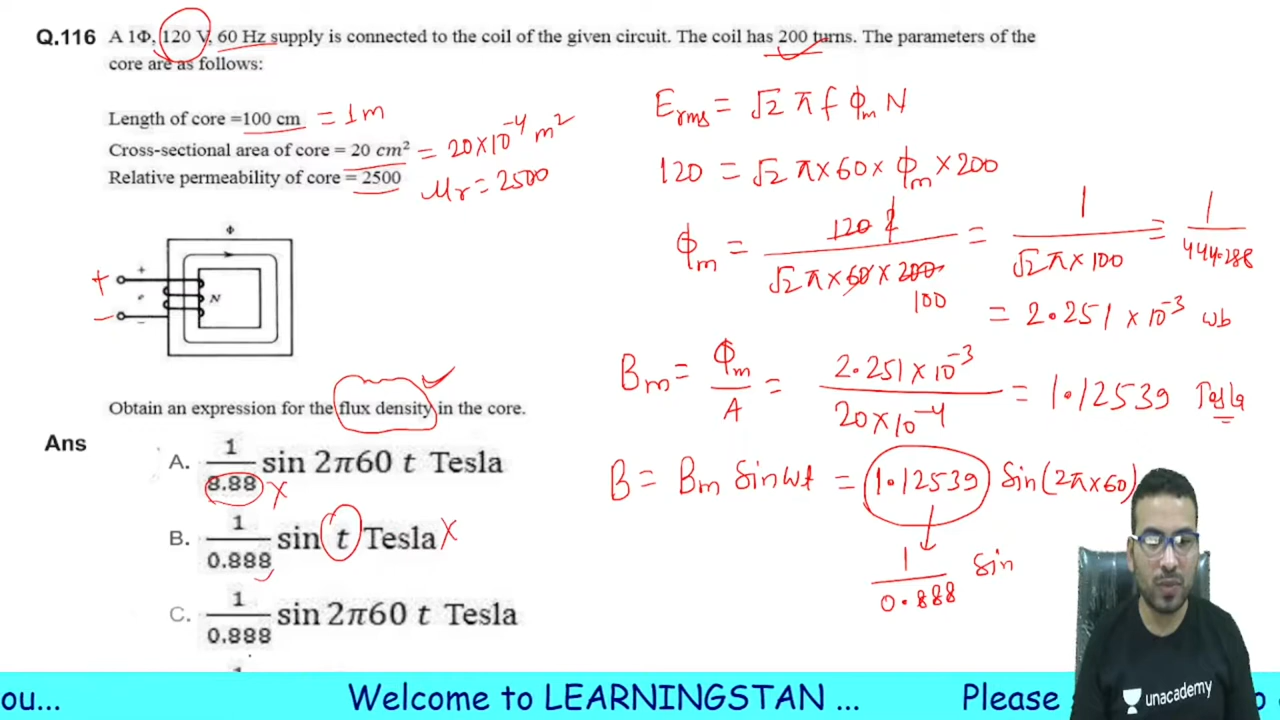 Q.116 A 1Φ, 120 V, 60 Hz supply is connected to the coil of the given circuit. The coil has 200 turns. The parameters of the
core are as follows:
Length of core =100 cm = 1m
Cross-sectional area of core = 20 cm² = 20×10⁻⁴ m²
Relative permeability of core = 2500 μr = 2500
Φ
+ +
e N
− −
Obtain an expression for the flux density in the core.
Ans
A. 1/8.88 sin 2π60 t Tesla ×
B. 1/0.888 sin t Tesla ×
C. 1/0.888 sin 2π60 t Tesla
Erms = √2 π f ϕm N
120 = √2 π×60× ϕm ×200
ϕm = 120 / √2 π×60×200 100 = 1 / √2 π×100 = 1 / 444.288
= 2.251 × 10⁻³ wb
Bm = ϕm / A = 2.251×10⁻³ / 20×10⁻⁴ = 1.12539 Tesla
B = Bm Sinωt = 1.12539 Sin(2π×60)
1 / 0.888 Sin
unacademy
ou... Welcome to LEARNINGSTAN ... Please